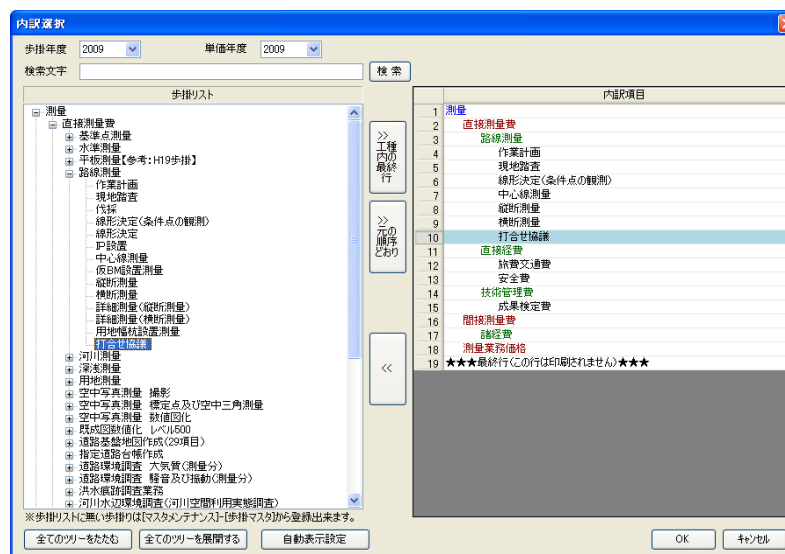 内訳選択
歩掛年度 2009 単価年度 2009
検索文字 検 索
歩掛リスト
測量
直接測量費
基準点測量
水準測量
平板測量【参考:H19歩掛】
路線測量
作業計画
現地踏査
伐採
線形決定(条件点の観測)
線形決定
IP設置
中心線測量
仮BM設置測量
縦断測量
横断測量
詳細測量(縦断測量)
詳細測量(横断測量)
用地幅杭設置測量
打合せ協議
河川測量
深浅測量
用地測量
空中写真測量 撮影
空中写真測量 標定点及び空中三角測量
空中写真測量 数値図化
既成図数値化 レベル500
道路基盤地図作成(29項目)
指定道路台帳作成
道路環境調査 大気質(測量分)
道路環境調査 騒音及び振動(測量分)
洪水痕跡調査業務
河川水辺環境調査(河川空間利用実態調査)
>>
工種
内の
最終
行
>>
元の
順序
どおり
<<
内訳項目
1 測量
2 直接測量費
3 路線測量
4 作業計画
5 現地踏査
6 線形決定(条件点の観測)
7 中心線測量
8 縦断測量
9 横断測量
10 打合せ協議
11 直接経費
12 旅費交通費
13 安全費
14 技術管理費
15 成果検定費
16 間接測量費
17 諸経費
18 測量業務価格
19 ★★★最終行(この行は印刷されません)★★★
※歩掛リストに無い歩掛りは[マスタメンテナンス]-[歩掛マスタ]から登録出来ます。
全てのツリーをたたむ 全てのツリーを展開する 自動表示設定 OK キャンセル